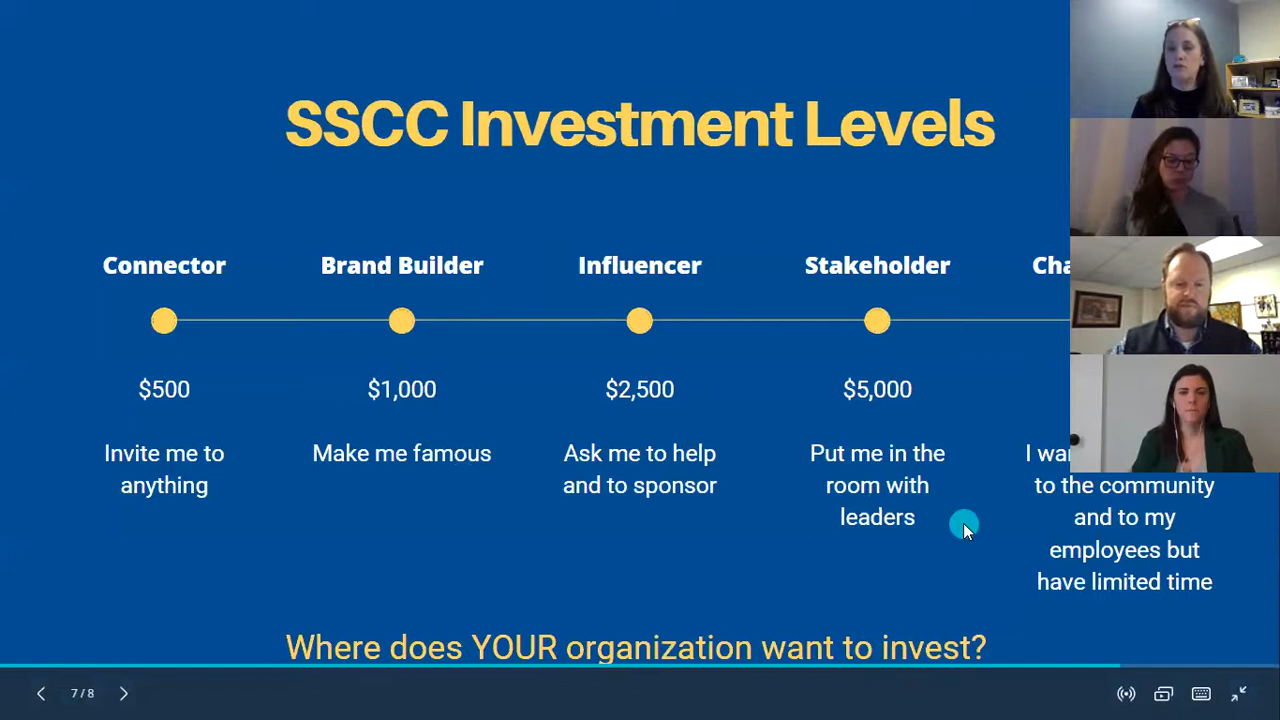 SSCC Investment Levels
Connector
Brand Builder
Influencer
Stakeholder
$500
$1,000
$2,500
$5,000
Invite me to
anything
Make me famous
Ask me to help
and to sponsor
Put me in the
room with
leaders
to the community
and to my
employees but
have limited time
Where does YOUR organization want to invest?
7/8